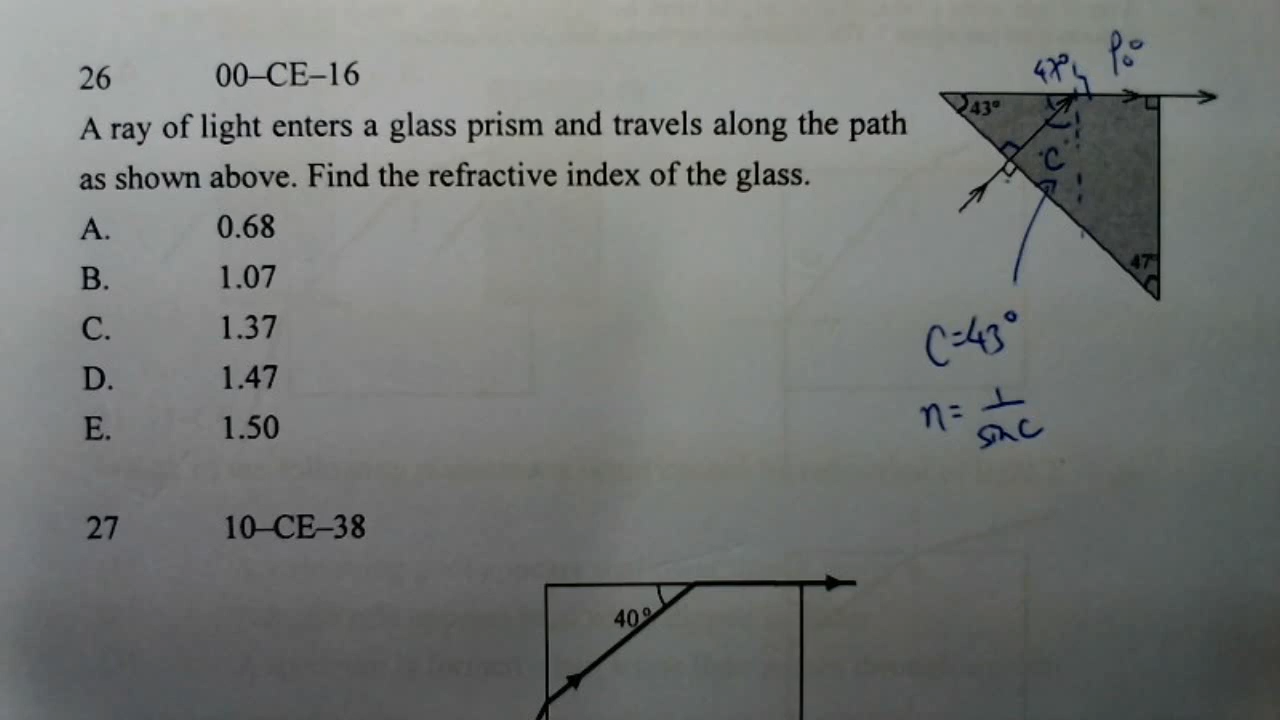 26 00–CE–16
A ray of light enters a glass prism and travels along the path
as shown above. Find the refractive index of the glass.
A. 0.68
B. 1.07
C. 1.37
D. 1.47
E. 1.50
43°
C
47°
C=43°
n= 1/sin C
27 10–CE–38
40°